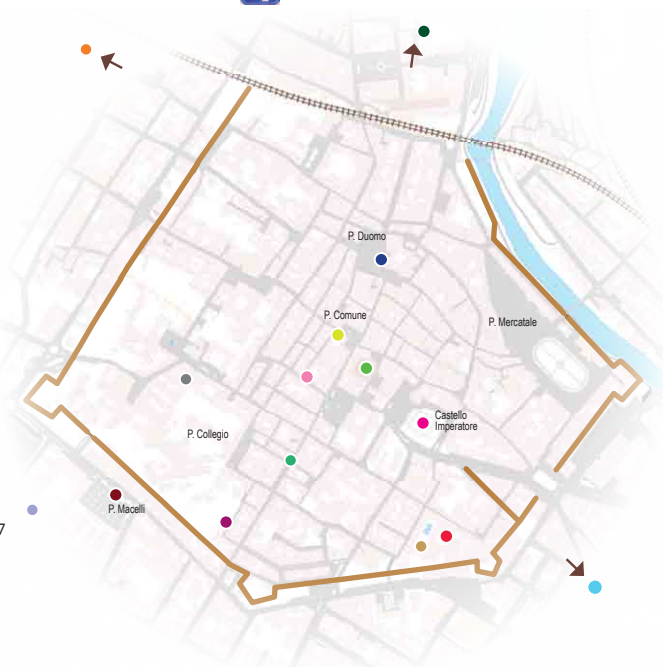 P. Duomo
P. Comune
P. Mercatale
Castello
Imperatore
P. Collegio
P. Macelli
7